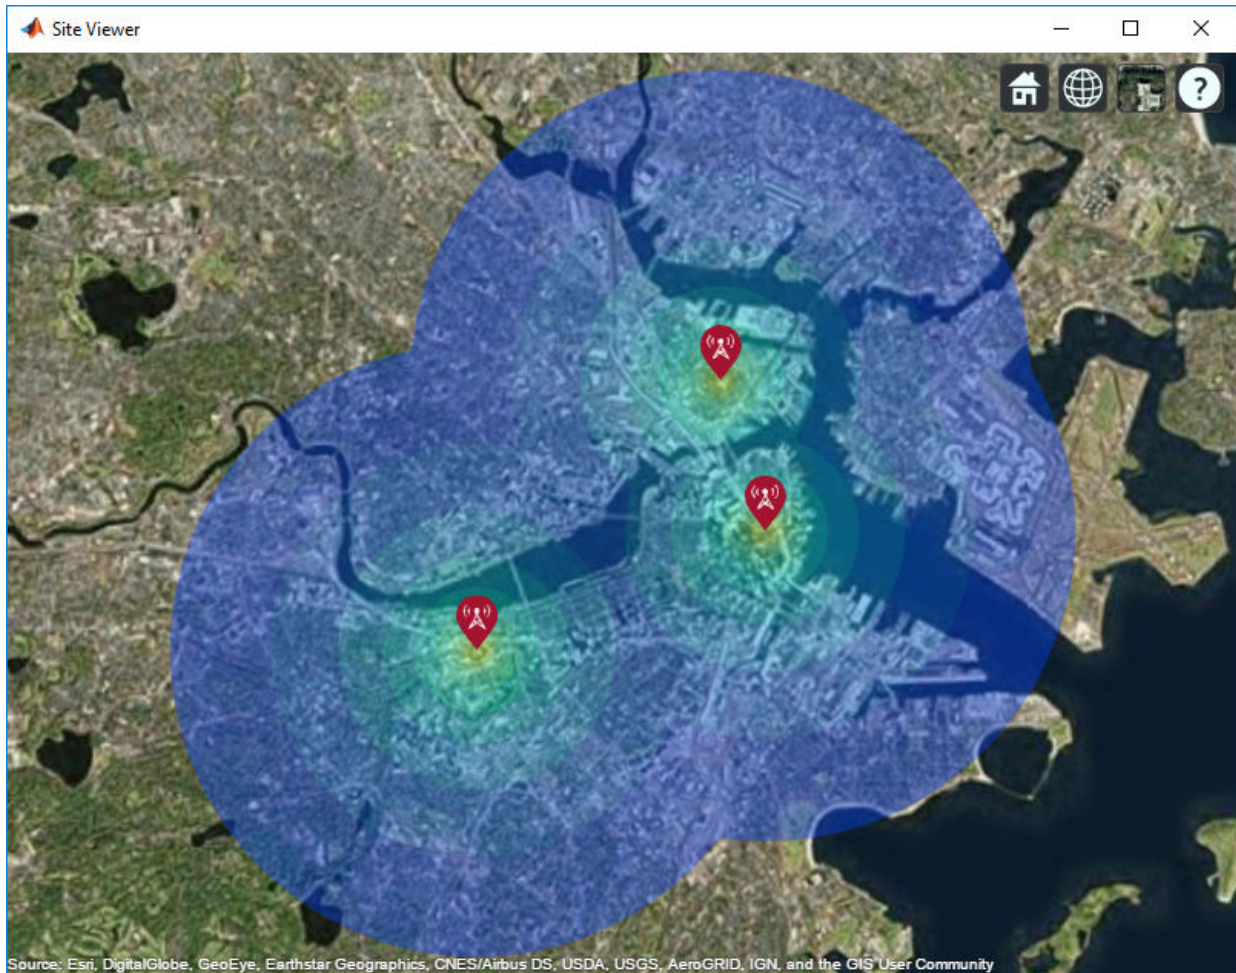 Site Viewer
?
Source: Esri, DigitalGlobe, GeoEye, Earthstar Geographics, CNES/Airbus DS, USDA, USGS, AeroGRID, IGN, and the GIS User Community